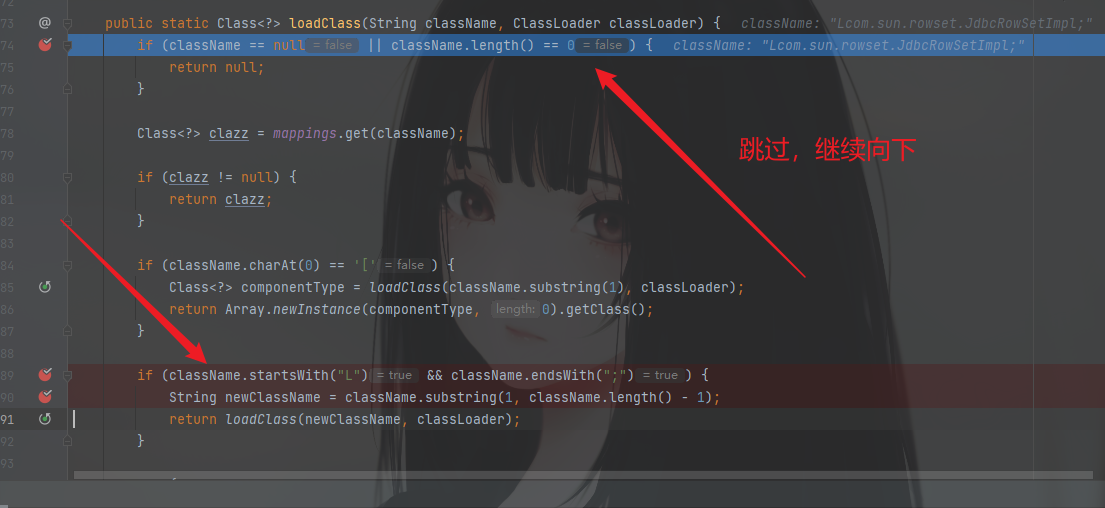 72
73 @ public static Class<?> loadClass(String className, ClassLoader classLoader) { className: "Lcom.sun.rowset.JdbcRowSetImpl;"
74 if (className == null = false || className.length() == 0 = false ) { className: "Lcom.sun.rowset.JdbcRowSetImpl;"
75 return null;
76 }
77
78 Class<?> clazz = mappings.get(className);
79
80 if (clazz != null) {
81 return clazz;
82 }
83
84 if (className.charAt(0) == '[' = false ) {
85 Class<?> componentType = loadClass(className.substring(1), classLoader);
86 return Array.newInstance(componentType, length: 0).getClass();
87 }
88
89 if (className.startsWith("L") = true && className.endsWith(";") = true ) {
90 String newClassName = className.substring(1, className.length() - 1);
91 return loadClass(newClassName, classLoader);
92 }
93
跳过，继续向下